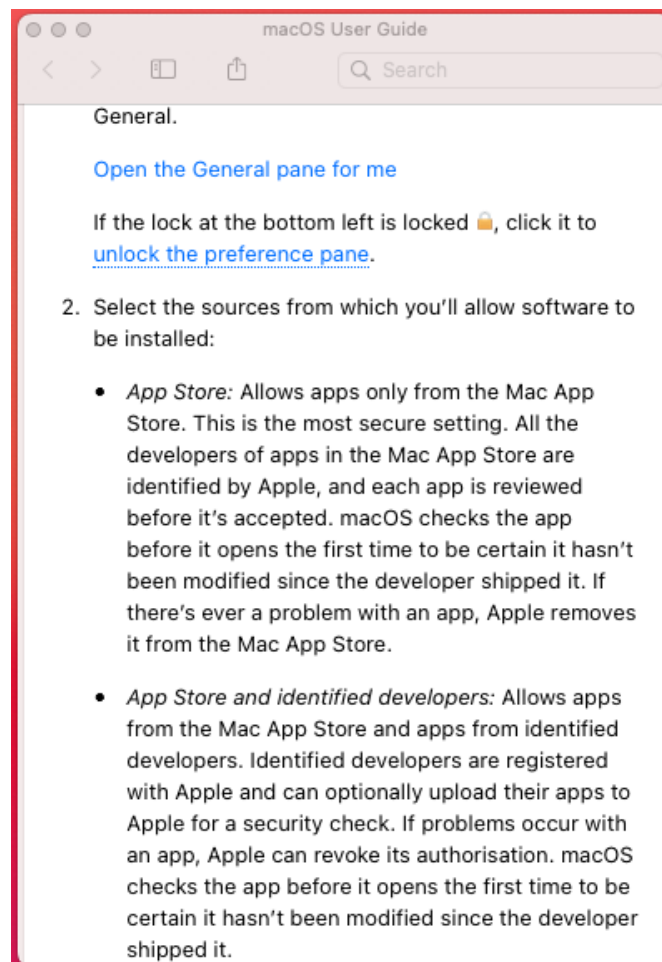 macOS User Guide
Search
General.
Open the General pane for me
If the lock at the bottom left is locked 🔒, click it to
unlock the preference pane.
2. Select the sources from which you’ll allow software to
be installed:
• App Store: Allows apps only from the Mac App
Store. This is the most secure setting. All the
developers of apps in the Mac App Store are
identified by Apple, and each app is reviewed
before it’s accepted. macOS checks the app
before it opens the first time to be certain it hasn’t
been modified since the developer shipped it. If
there’s ever a problem with an app, Apple removes
it from the Mac App Store.
• App Store and identified developers: Allows apps
from the Mac App Store and apps from identified
developers. Identified developers are registered
with Apple and can optionally upload their apps to
Apple for a security check. If problems occur with
an app, Apple can revoke its authorisation. macOS
checks the app before it opens the first time to be
certain it hasn’t been modified since the developer
shipped it.